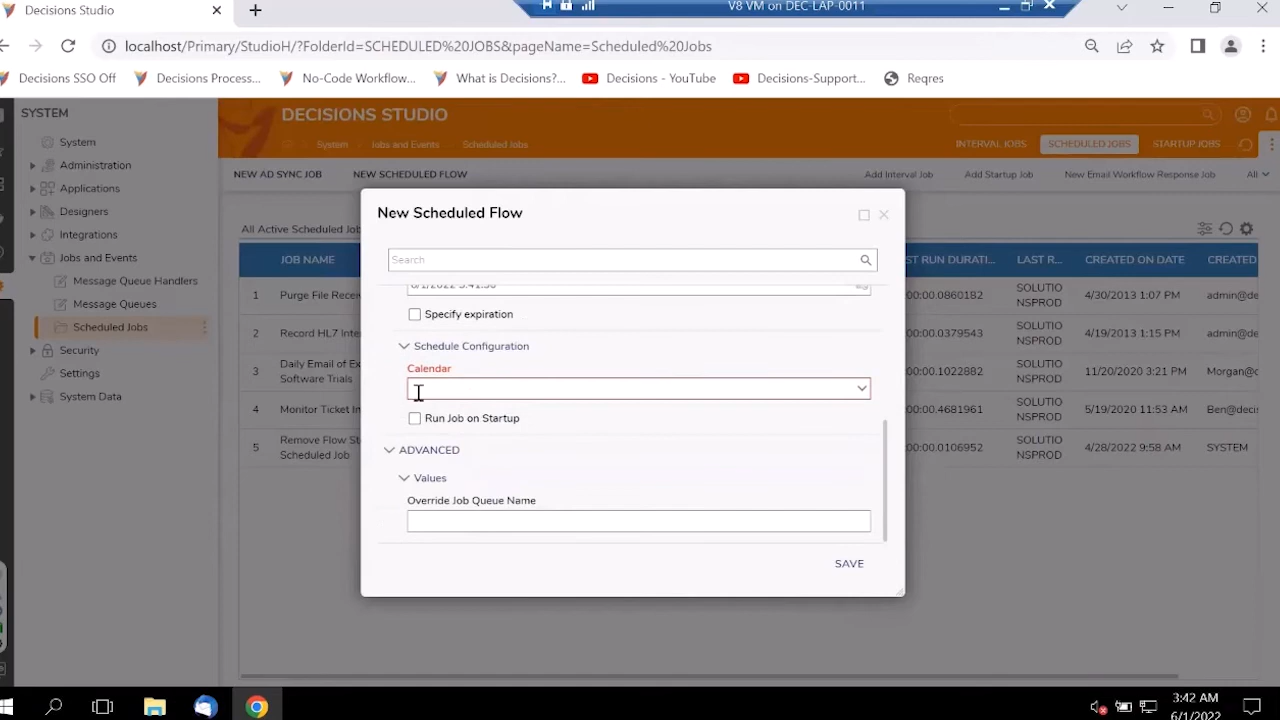 Decisions Studio
V8 VM on DEC-LAP-0011
localhost/Primary/StudioH/?FolderId=SCHEDULED%20JOBS&pageName=Scheduled%20Jobs
Decisions SSO Off
Decisions Process...
No-Code Workflow...
What is Decisions?...
Decisions - YouTube
Decisions-Support...
Reqres
SYSTEM
System
Administration
Applications
Designers
Integrations
Jobs and Events
Message Queue Handlers
Message Queues
Scheduled Jobs
Security
Settings
System Data
DECISIONS STUDIO
System
Jobs and Events
Scheduled Jobs
INTERVAL JOBS
SCHEDULED JOBS
STARTUP JOBS
NEW AD SYNC JOB
NEW SCHEDULED FLOW
Add Interval Job
Add Startup Job
New Email Workflow Response Job
All
All Active Scheduled Job
JOB NAME
ST RUN DURATI...
LAST R...
CREATED ON DATE
CREATED
1
Purge File Recei
:00:00.0860182
SOLUTIO
NSPROD
4/30/2013 1:07 PM
admin@de
2
Record HL7 Inte
:00:00.0379543
SOLUTIO
NSPROD
4/19/2013 1:15 PM
admin@de
3
Daily Email of Ex
Software Trials
:00:00.1022882
SOLUTIO
NSPROD
11/20/2020 3:21 PM
Morgan@d
4
Monitor Ticket In
:00:00.4681961
SOLUTIO
NSPROD
5/19/2020 11:53 AM
Ben@decis
5
Remove Flow St
Scheduled Job
:00:00.0106952
SOLUTIO
NSPROD
4/28/2022 9:58 AM
SYSTEM
New Scheduled Flow
Search
Specify expiration
Schedule Configuration
Calendar
Run Job on Startup
ADVANCED
Values
Override Job Queue Name
SAVE
3:42 AM
6/1/2022